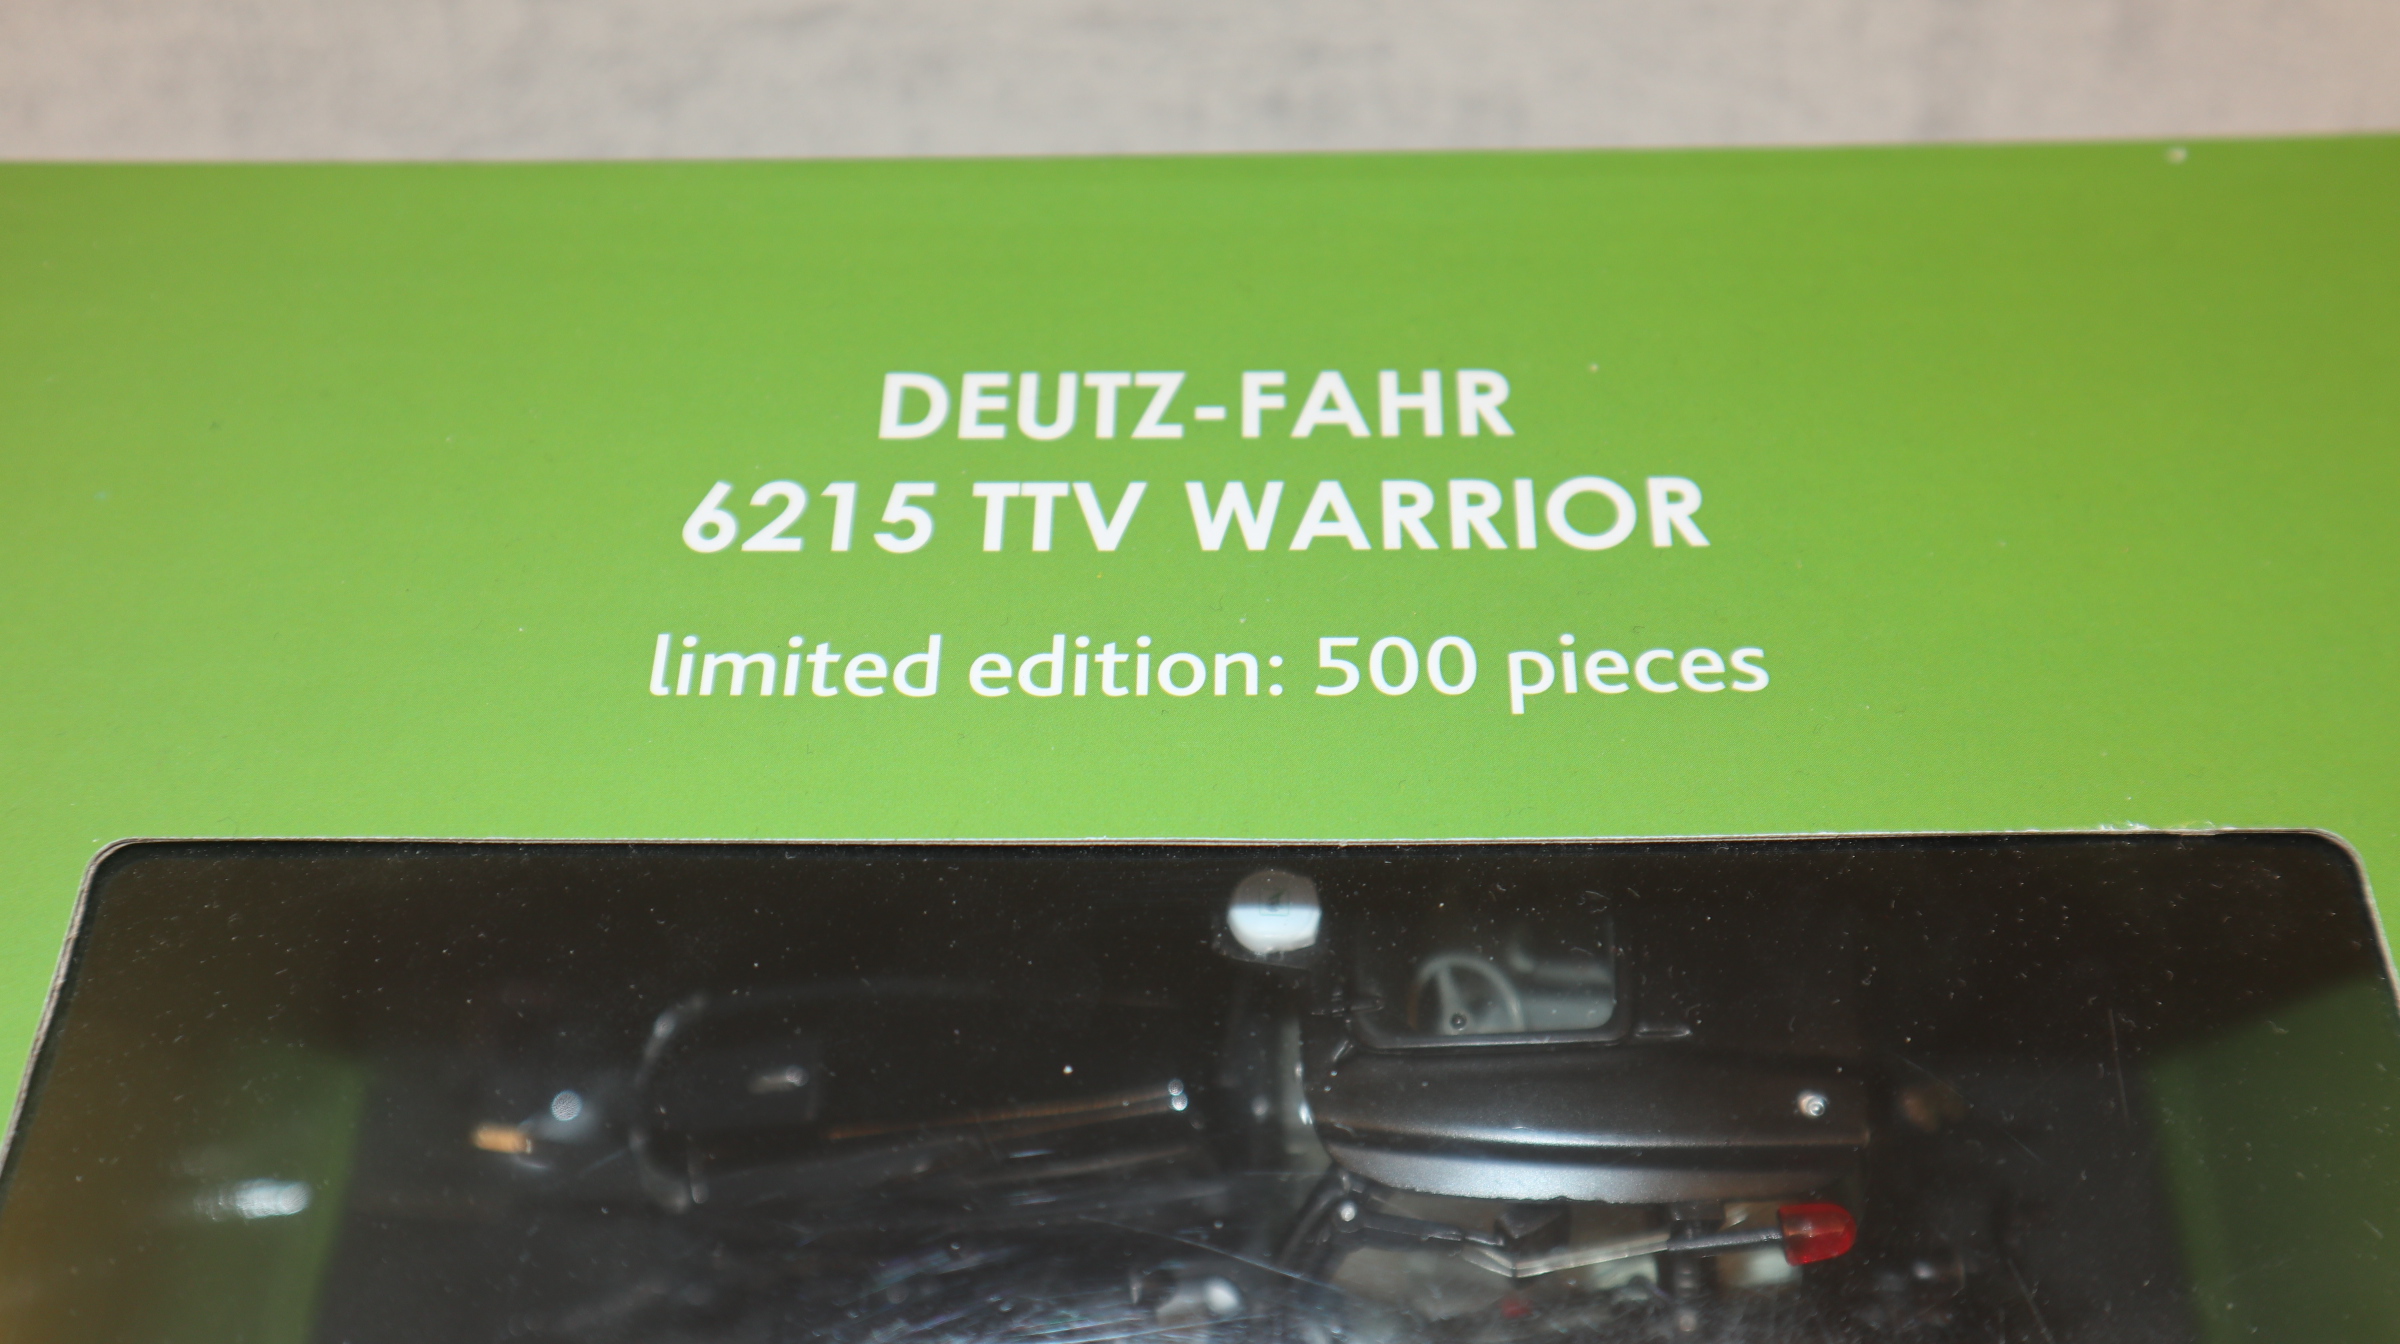 DEUTZ-FAHR
6215 TTV WARRIOR
limited edition: 500 pieces